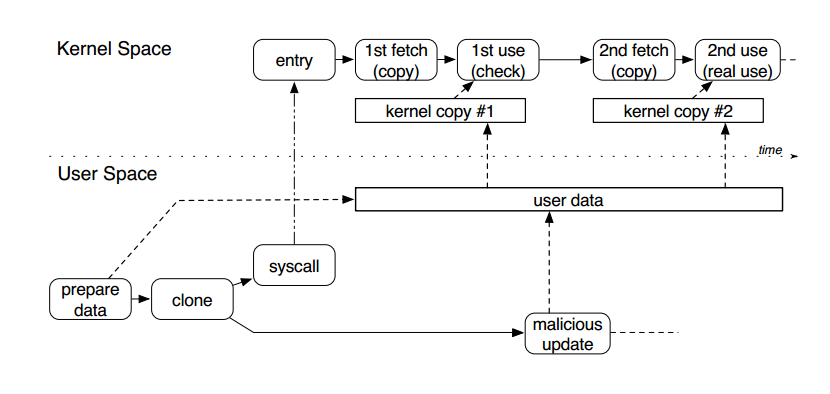 Kernel Space
entry
1st fetch
(copy)
1st use
(check)
2nd fetch
(copy)
2nd use
(real use)
kernel copy #1
kernel copy #2
time
User Space
user data
syscall
prepare
data
clone
malicious
update